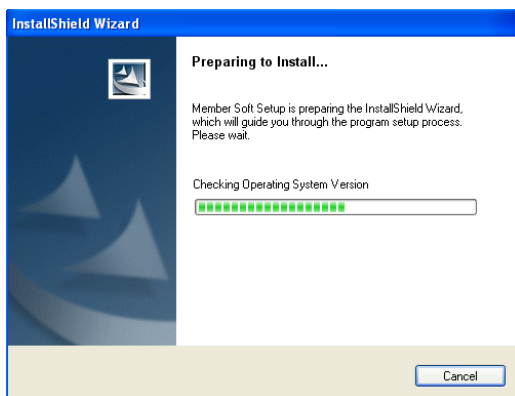 InstallShield Wizard
Preparing to Install...
Member Soft Setup is preparing the InstallShield Wizard,
which will guide you through the program setup process.
Please wait.
Checking Operating System Version
Cancel